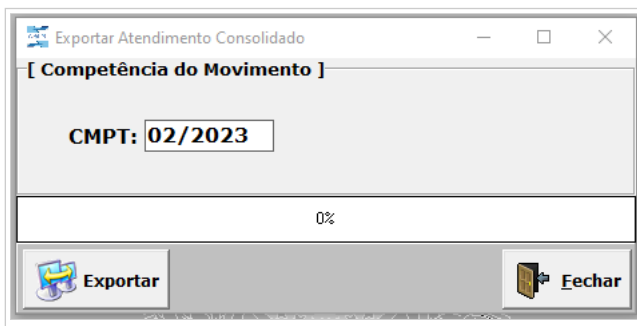 Exportar Atendimento Consolidado
[ Competência do Movimento ]
CMPT: 02/2023
0%
Exportar
Fechar